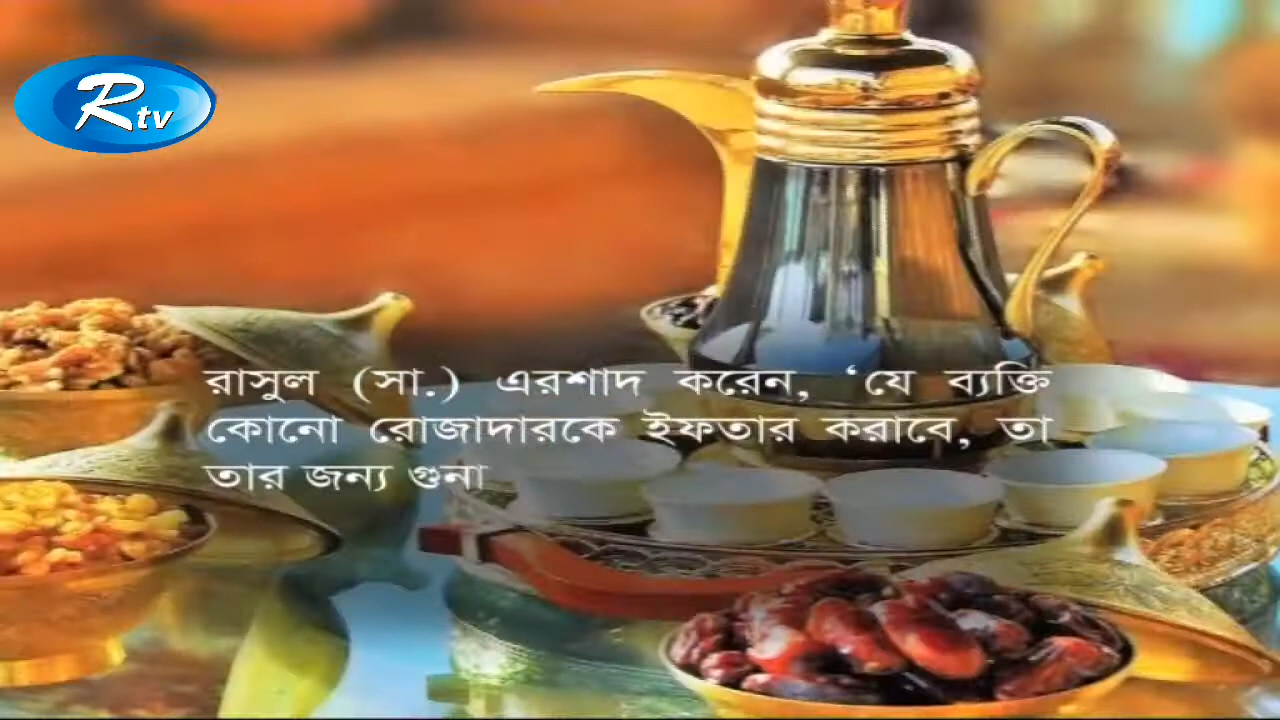 Rtv
রাসুল (সা.) এরশাদ করেন, ‘যে ব্যক্তি
কোনো রোজাদারকে ইফতার করাবে, তা
তার জন্য গুনা